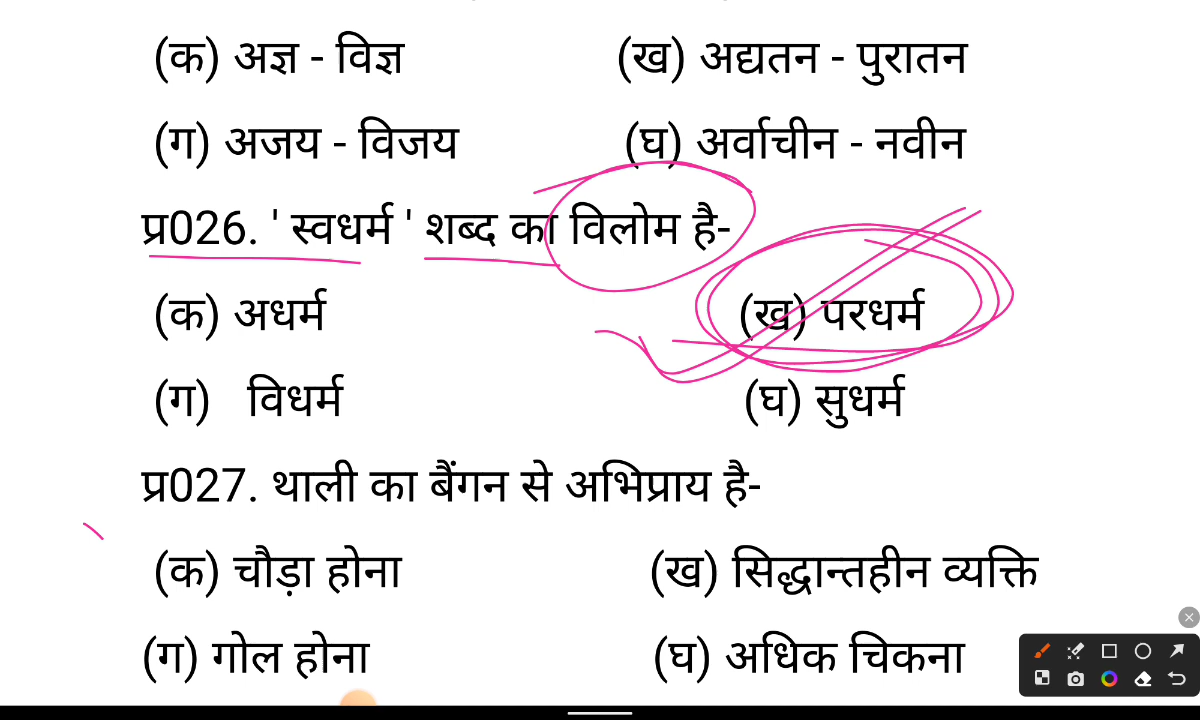 (क) अज्ञ - विज्ञ (ख) अद्यतन - पुरातन
(ग) अजय - विजय (घ) अर्वाचीन - नवीन
प्र026. ' स्वधर्म ' शब्द का विलोम है-
(क) अधर्म (ख) परधर्म
(ग) विधर्म (घ) सुधर्म
प्र027. थाली का बैंगन से अभिप्राय है-
(क) चौड़ा होना (ख) सिद्धान्तहीन व्यक्ति
(ग) गोल होना (घ) अधिक चिकना